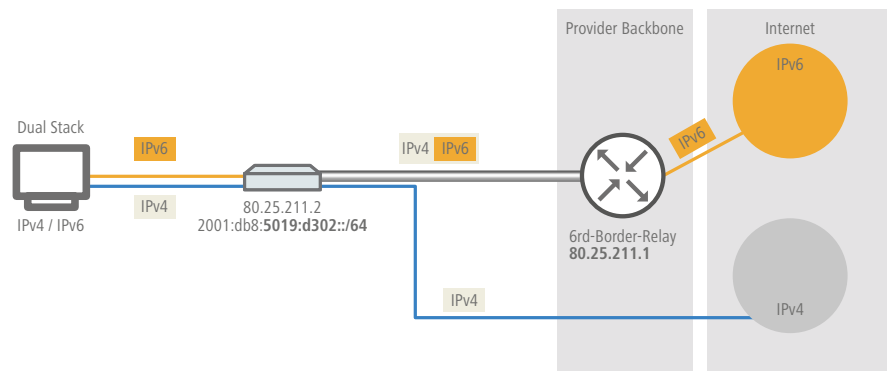 Provider Backbone
Internet
IPv6
Dual Stack
IPv6
IPv4 IPv6
IPv6
IPv4
IPv4 / IPv6
80.25.211.2
2001:db8:5019:d302::/64
6rd-Border-Relay
80.25.211.1
IPv4
IPv4